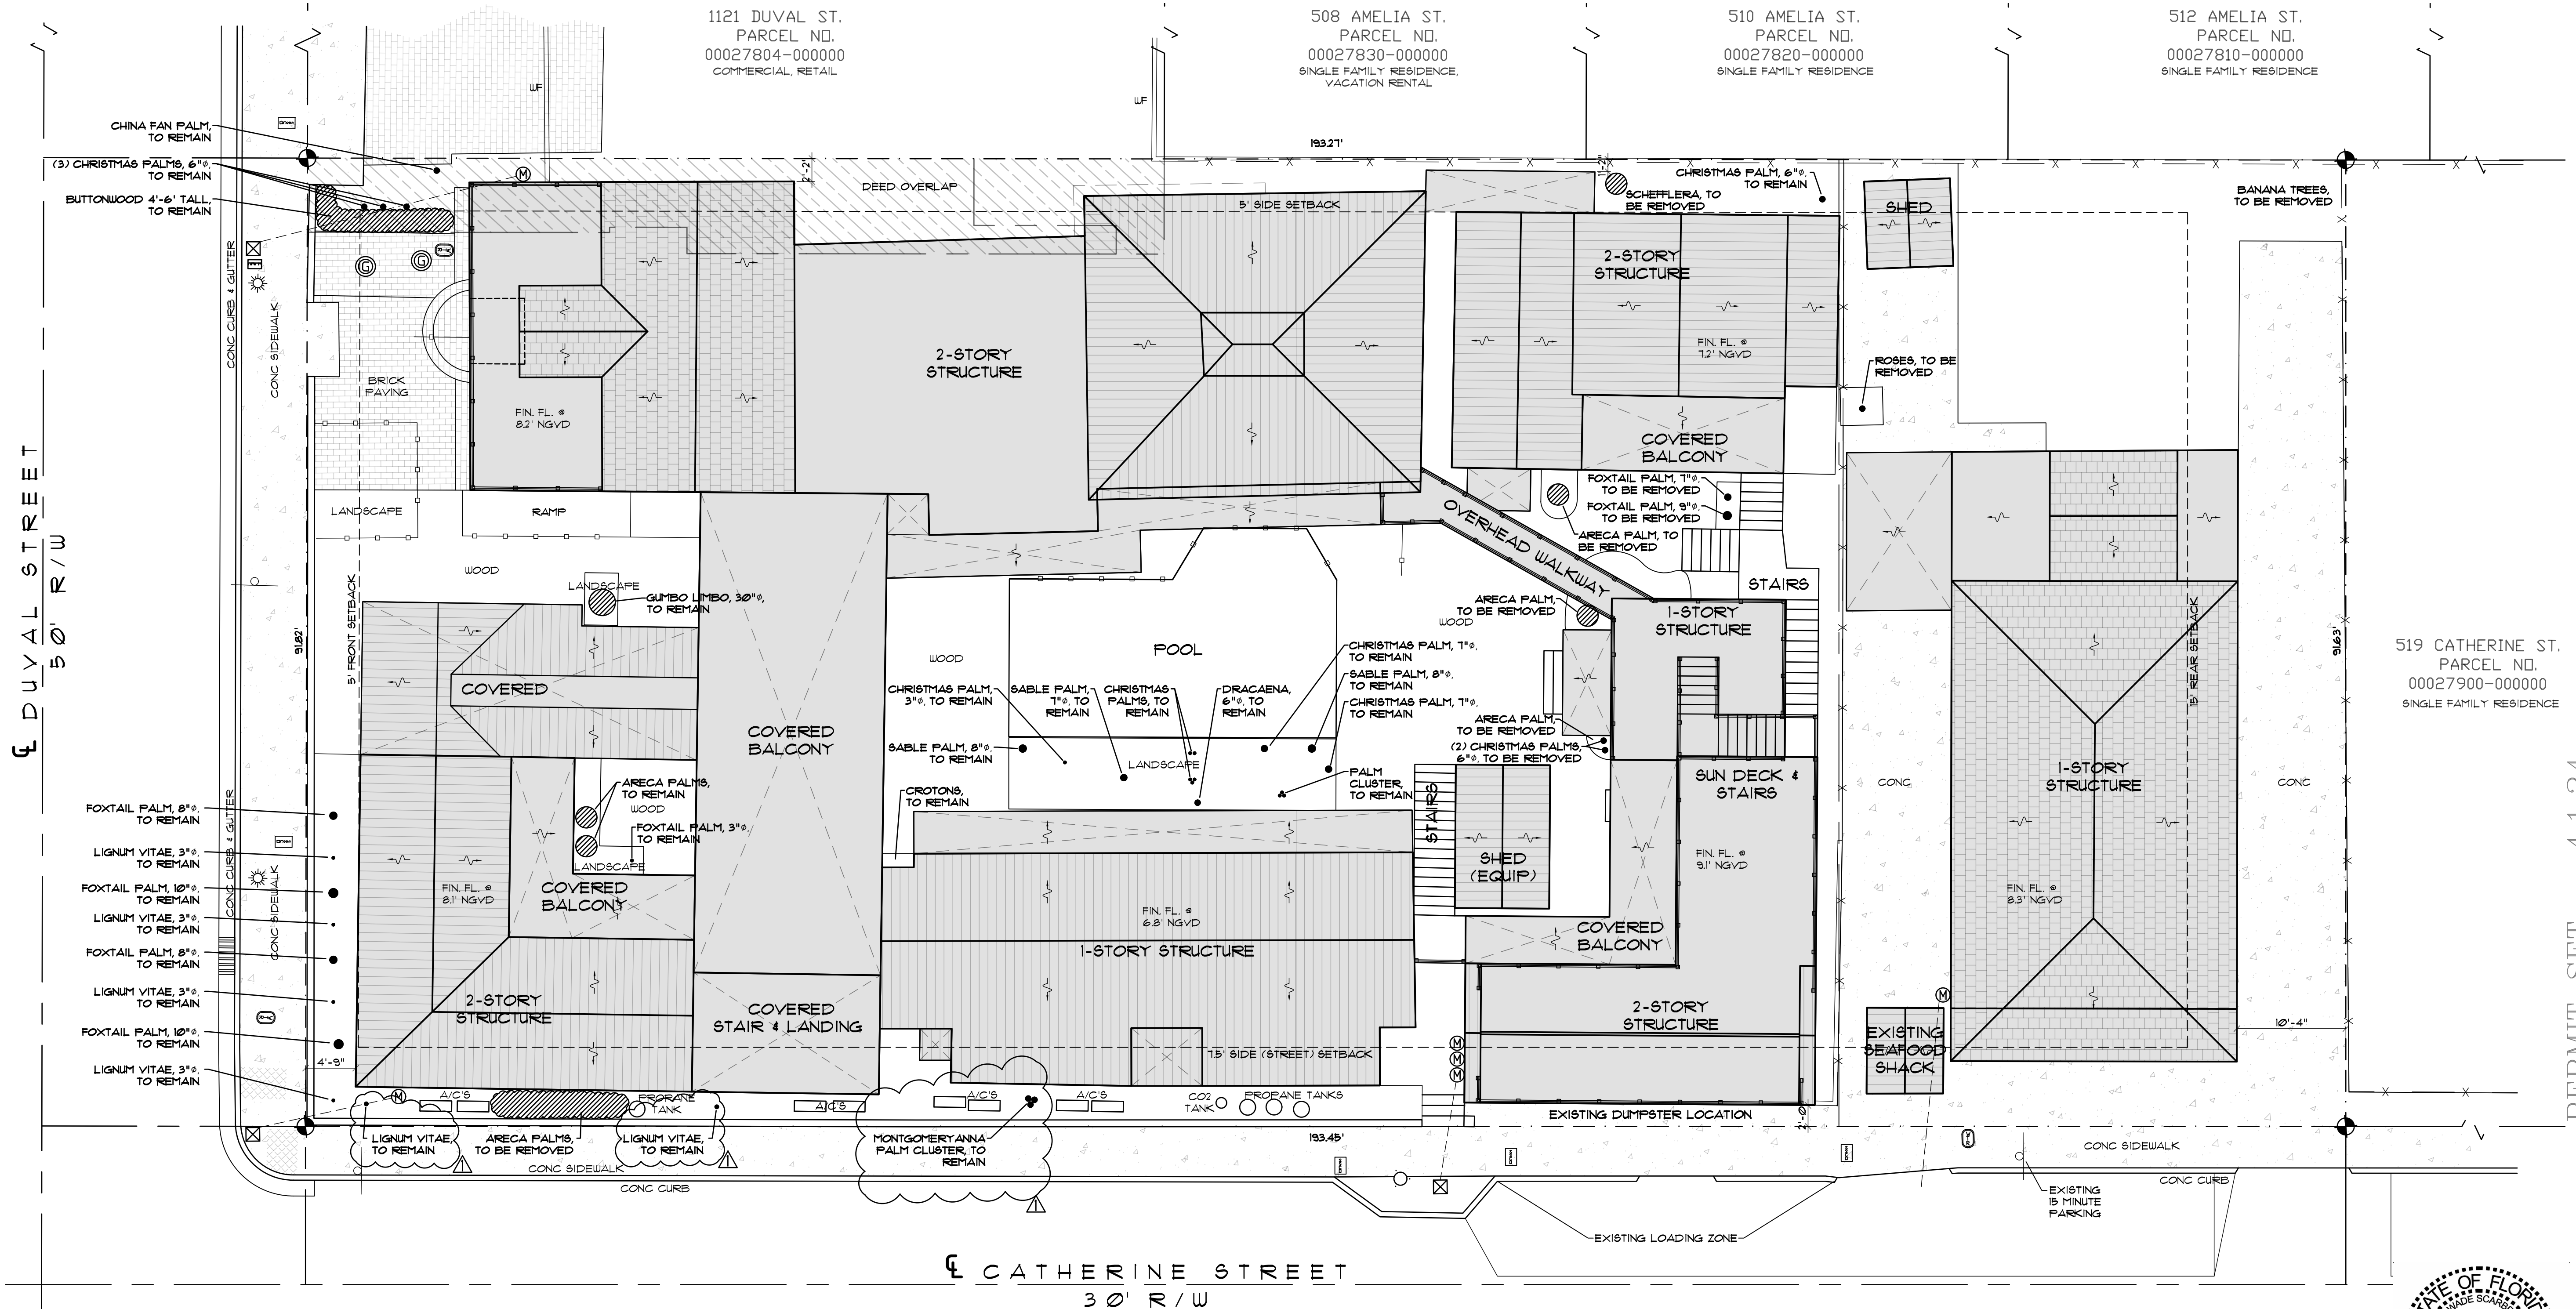 1121 DUVAL ST.
PARCEL NO.
00027804-000000
COMMERCIAL, RETAIL
508 AMELIA ST.
PARCEL NO.
00027830-000000
SINGLE FAMILY RESIDENCE,
VACATION RENTAL
510 AMELIA ST.
PARCEL NO.
00027820-000000
SINGLE FAMILY RESIDENCE
512 AMELIA ST.
PARCEL NO.
00027810-000000
SINGLE FAMILY RESIDENCE
WF
WF
CHINA FAN PALM,
TO REMAIN
(3) CHRISTMAS PALMS, 6"ø,
TO REMAIN
BUTTONWOOD 4'-6' TALL,
TO REMAIN
M
2'-2"
DEED OVERLAP
193.27'
1'-2"
5' SIDE SETBACK
SCHEFFLERA, TO
BE REMOVED
CHRISTMAS PALM, 6"ø,
TO REMAIN
SHED
BANANA TREES,
TO BE REMOVED
CONC CURB & GUTTER
CONC SIDEWALK
G
G
BRICK
PAVING
FIN. FL. @
8.2' NGVD
2-STORY
STRUCTURE
2-STORY
STRUCTURE
FIN. FL. @
7.2' NGVD
ROSES, TO BE
REMOVED
COVERED
BALCONY
FOXTAIL PALM, 7"ø,
TO BE REMOVED
FOXTAIL PALM, 9"ø,
TO BE REMOVED
ARECA PALM, TO
BE REMOVED
OVERHEAD WALKWAY
LANDSCAPE
RAMP
WOOD
LANDSCAPE
GUMBO LIMBO, 30"ø,
TO REMAIN
5' FRONT SETBACK
91.82'
℄ DUVAL STREET
50' R/W
COVERED
COVERED
BALCONY
WOOD
POOL
WOOD
STAIRS
ARECA PALM,
TO BE REMOVED
1-STORY
STRUCTURE
15' REAR SETBACK
91.63'
519 CATHERINE ST.
PARCEL NO.
00027900-000000
SINGLE FAMILY RESIDENCE
CHRISTMAS PALM,
3"ø, TO REMAIN
SABLE PALM,
7"ø, TO
REMAIN
CHRISTMAS
PALMS, TO
REMAIN
DRACAENA,
6"ø, TO
REMAIN
CHRISTMAS PALM, 7"ø,
TO REMAIN
SABLE PALM, 8"ø,
TO REMAIN
CHRISTMAS PALM, 7"ø,
TO REMAIN
SABLE PALM, 8"ø,
TO REMAIN
LANDSCAPE
PALM
CLUSTER,
TO REMAIN
CROTONS,
TO REMAIN
ARECA PALM,
TO BE REMOVED
(2) CHRISTMAS PALMS,
6"ø, TO BE REMOVED
SUN DECK &
STAIRS
CONC
1-STORY
STRUCTURE
CONC
ARECA PALMS,
TO REMAIN
WOOD
FOXTAIL PALM, 3"ø,
TO REMAIN
LANDSCAPE
STAIRS
SHED
(EQUIP)
FIN. FL. @
9.1' NGVD
FIN. FL. @
8.3' NGVD
FOXTAIL PALM, 8"ø,
TO REMAIN
LIGNUM VITAE, 3"ø,
TO REMAIN
FOXTAIL PALM, 10"ø,
TO REMAIN
LIGNUM VITAE, 3"ø,
TO REMAIN
FOXTAIL PALM, 8"ø,
TO REMAIN
LIGNUM VITAE, 3"ø,
TO REMAIN
FOXTAIL PALM, 10"ø,
TO REMAIN
LIGNUM VITAE, 3"ø,
TO REMAIN
CONC CURB & GUTTER
CONC SIDEWALK
FIN. FL. @
8.1' NGVD
COVERED
BALCONY
FIN. FL. @
6.8' NGVD
1-STORY STRUCTURE
COVERED
BALCONY
2-STORY
STRUCTURE
COVERED
STAIR & LANDING
2-STORY
STRUCTURE
4'-9"
7.5' SIDE (STREET) SETBACK
M
M
M
M
EXISTING
SEAFOOD
SHACK
10'-4"
M
A/C'S
PROPANE
TANK
A/C'S
A/C'S
A/C'S
CO2
TANK
PROPANE TANKS
EXISTING DUMPSTER LOCATION
2'-0"
LIGNUM VITAE,
TO REMAIN
ARECA PALMS,
TO BE REMOVED
LIGNUM VITAE,
TO REMAIN
MONTGOMERYANNA
PALM CLUSTER, TO
REMAIN
193.45'
1
1
1
CONC SIDEWALK
CONC CURB
CONC SIDEWALK
CONC CURB
EXISTING
15 MINUTE
PARKING
EXISTING LOADING ZONE
℄ CATHERINE STREET
30' R/W